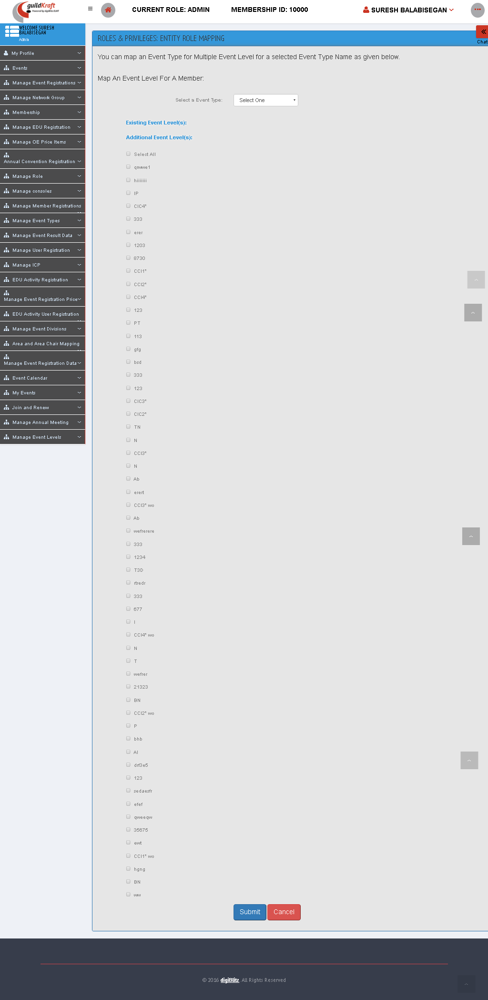 guildKraft
Powered by digiBlitz ELMT
CURRENT ROLE: ADMIN
MEMBERSHIP ID: 10000
SURESH BALABISEGAN
WELCOME SURESH
BALABISEGAN
Admin
My Profile
Events
Manage Event Registrations
Manage Network Group
Membership
Manage EDU Registration
Manage OE Price Items
Annual Convention Registration
Manage Role
Manage consoles
Manage Member Registrations
Manage Event Types
Manage Event Result Data
Manage User Registration
Manage ICP
EDU Activity Registration
Manage Event Registration Price
EDU Activity User Registration
Manage Event Divisions
Area and Area Chair Mapping
Manage Event Registration Data
Event Calendar
My Events
Join and Renew
Manage Annual Meeting
Manage Event Levels
Chat
ROLES & PRIVILEGES: ENTITY ROLE MAPPING
You can map an Event Type for Multiple Event Level for a selected Event Type Name as given below.
Map An Event Level For A Member:
Select a Event Type: Select One
Existing Event Level(s):
Additional Event Level(s):
Select All
qrwwe1
hiiiiiii
IP
CIC4*
333
erer
1203
8730
CCI1*
CCI2*
CCI4*
123
PT
113
gfg
bsd
333
123
CIC3*
CIC2*
TN
N
CCI3*
N
Ab
erert
CCI3* wo
Ab
wefrerere
333
1234
T3D
rtredr
333
677
I
CCI4* wo
N
T
wefrer
21323
BN
CCI2* wo
P
bhb
AI
drf3e5
123
sedaesfr
efef
qweeqw
35675
ewt
CCI1* wo
hgng
BN
ww
Submit
Cancel
© 2016 digiBlitz. All Rights Reserved